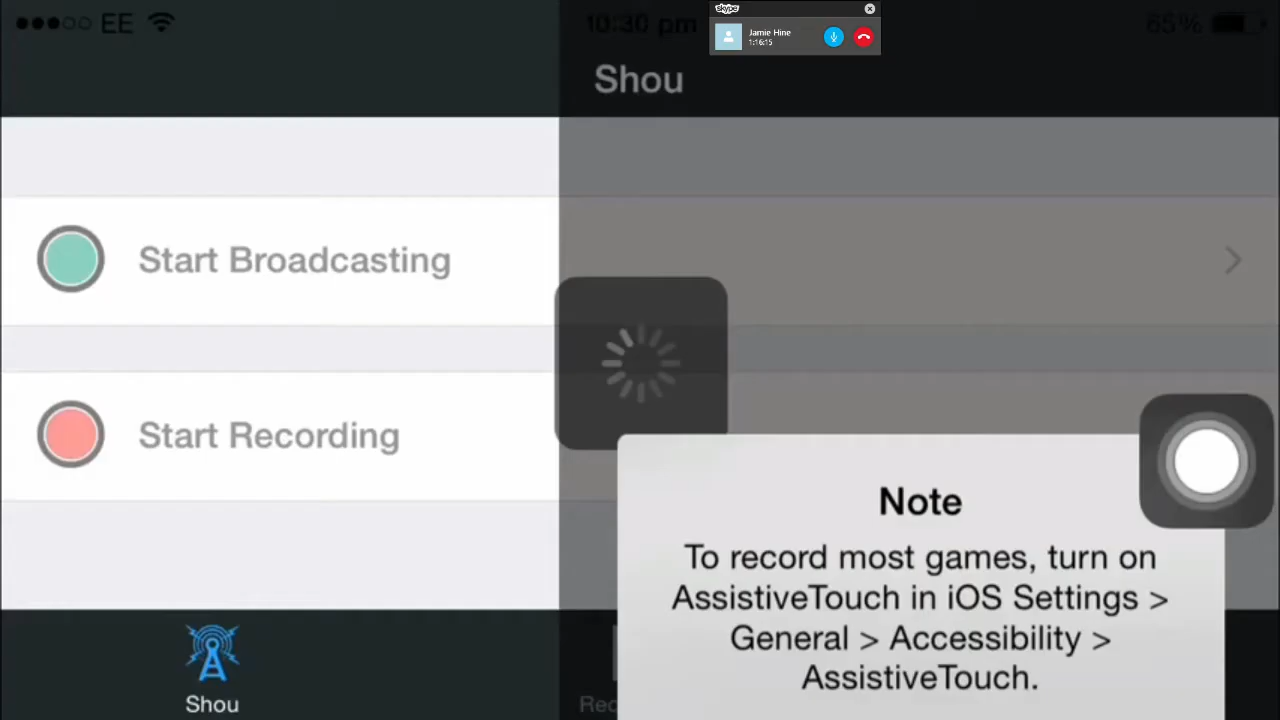 EE
10:30 pm
65%
skype
Jamie Hine
1:16:15
Shou
Start Broadcasting
Start Recording
Note
To record most games, turn on
AssistiveTouch in iOS Settings >
General > Accessibility >
AssistiveTouch.
Shou
Rec